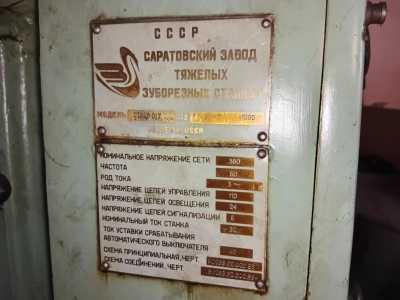 СССР
САРАТОВСКИЙ ЗАВОД
ТЯЖЕЛЫХ
ЗУБОРЕЗНЫХ СТАНКОВ
МОДЕЛЬ
НОМИНАЛЬНОЕ НАПРЯЖЕНИЕ СЕТИ 380
ЧАСТОТА 50
РОД ТОКА 3~
НАПРЯЖЕНИЕ ЦЕПЕЙ УПРАВЛЕНИЯ 110
НАПРЯЖЕНИЕ ЦЕПЕЙ ОСВЕЩЕНИЯ 24
НАПРЯЖЕНИЕ ЦЕПЕЙ СИГНАЛИЗАЦИИ 6
НОМИНАЛЬНЫЙ ТОК СТАНКА
ТОК УСТАВКИ СРАБАТЫВАНИЯ
АВТОМАТИЧЕСКОГО ВЫКЛЮЧАТЕЛЯ
СХЕМА ПРИНЦИПИАЛЬНАЯ, ЧЕРТ.
СХЕМА СОЕДИНЕНИЙ, ЧЕРТ.